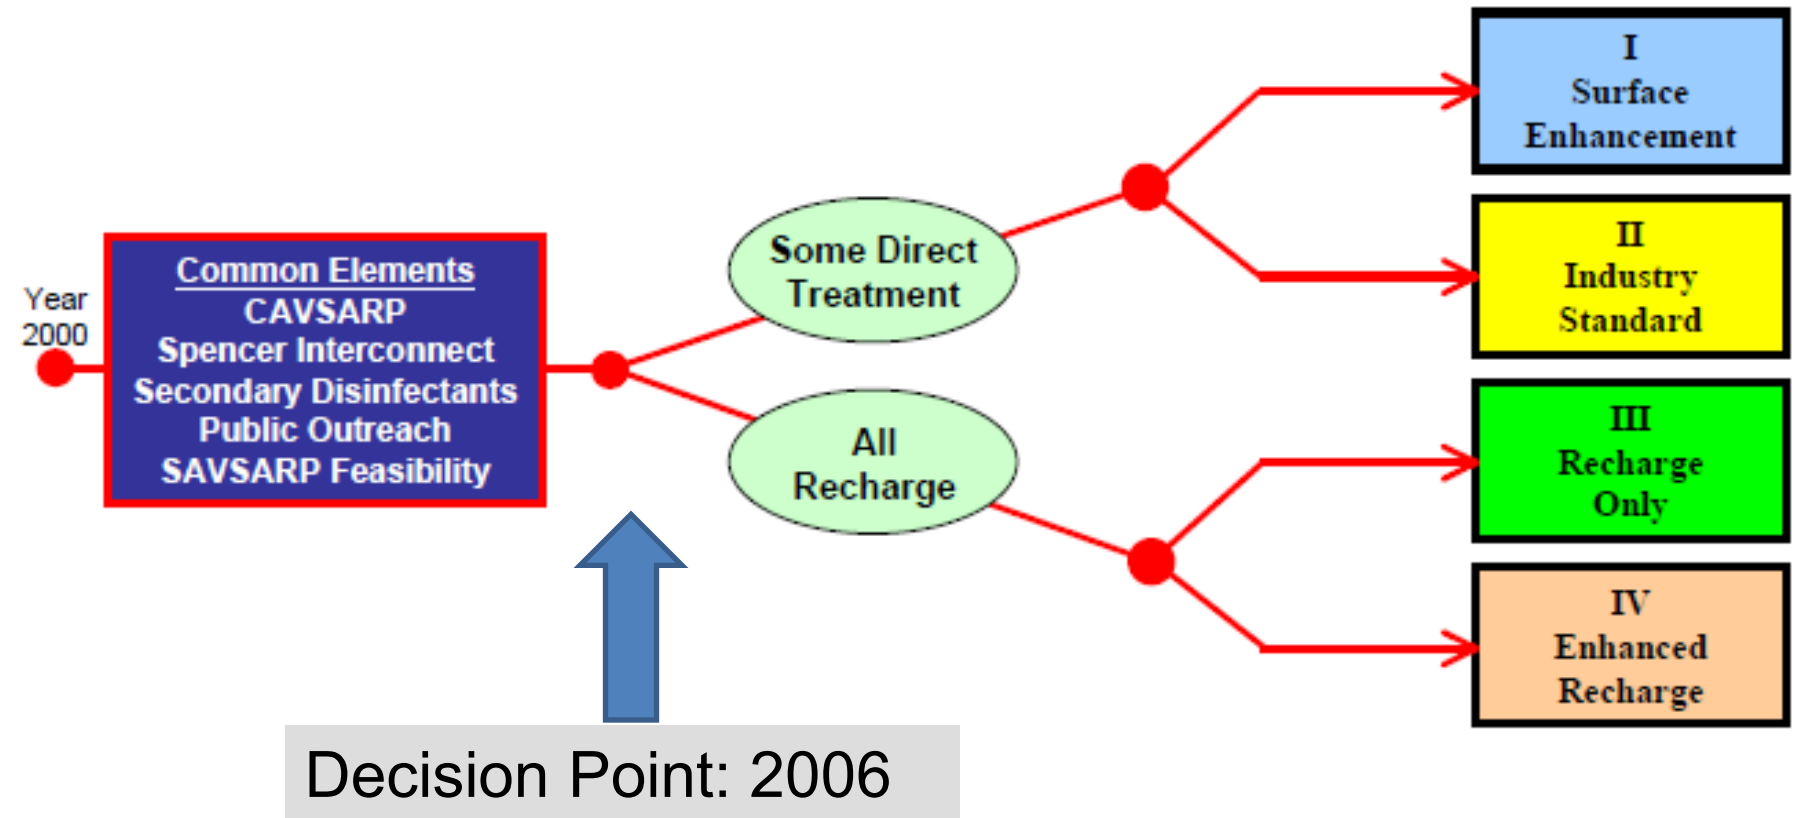 Year
2000
Common Elements
CAVSARP
Spencer Interconnect
Secondary Disinfectants
Public Outreach
SAVSARP Feasibility
Some Direct
Treatment
All
Recharge
I
Surface
Enhancement
II
Industry
Standard
III
Recharge
Only
IV
Enhanced
Recharge
Decision Point: 2006